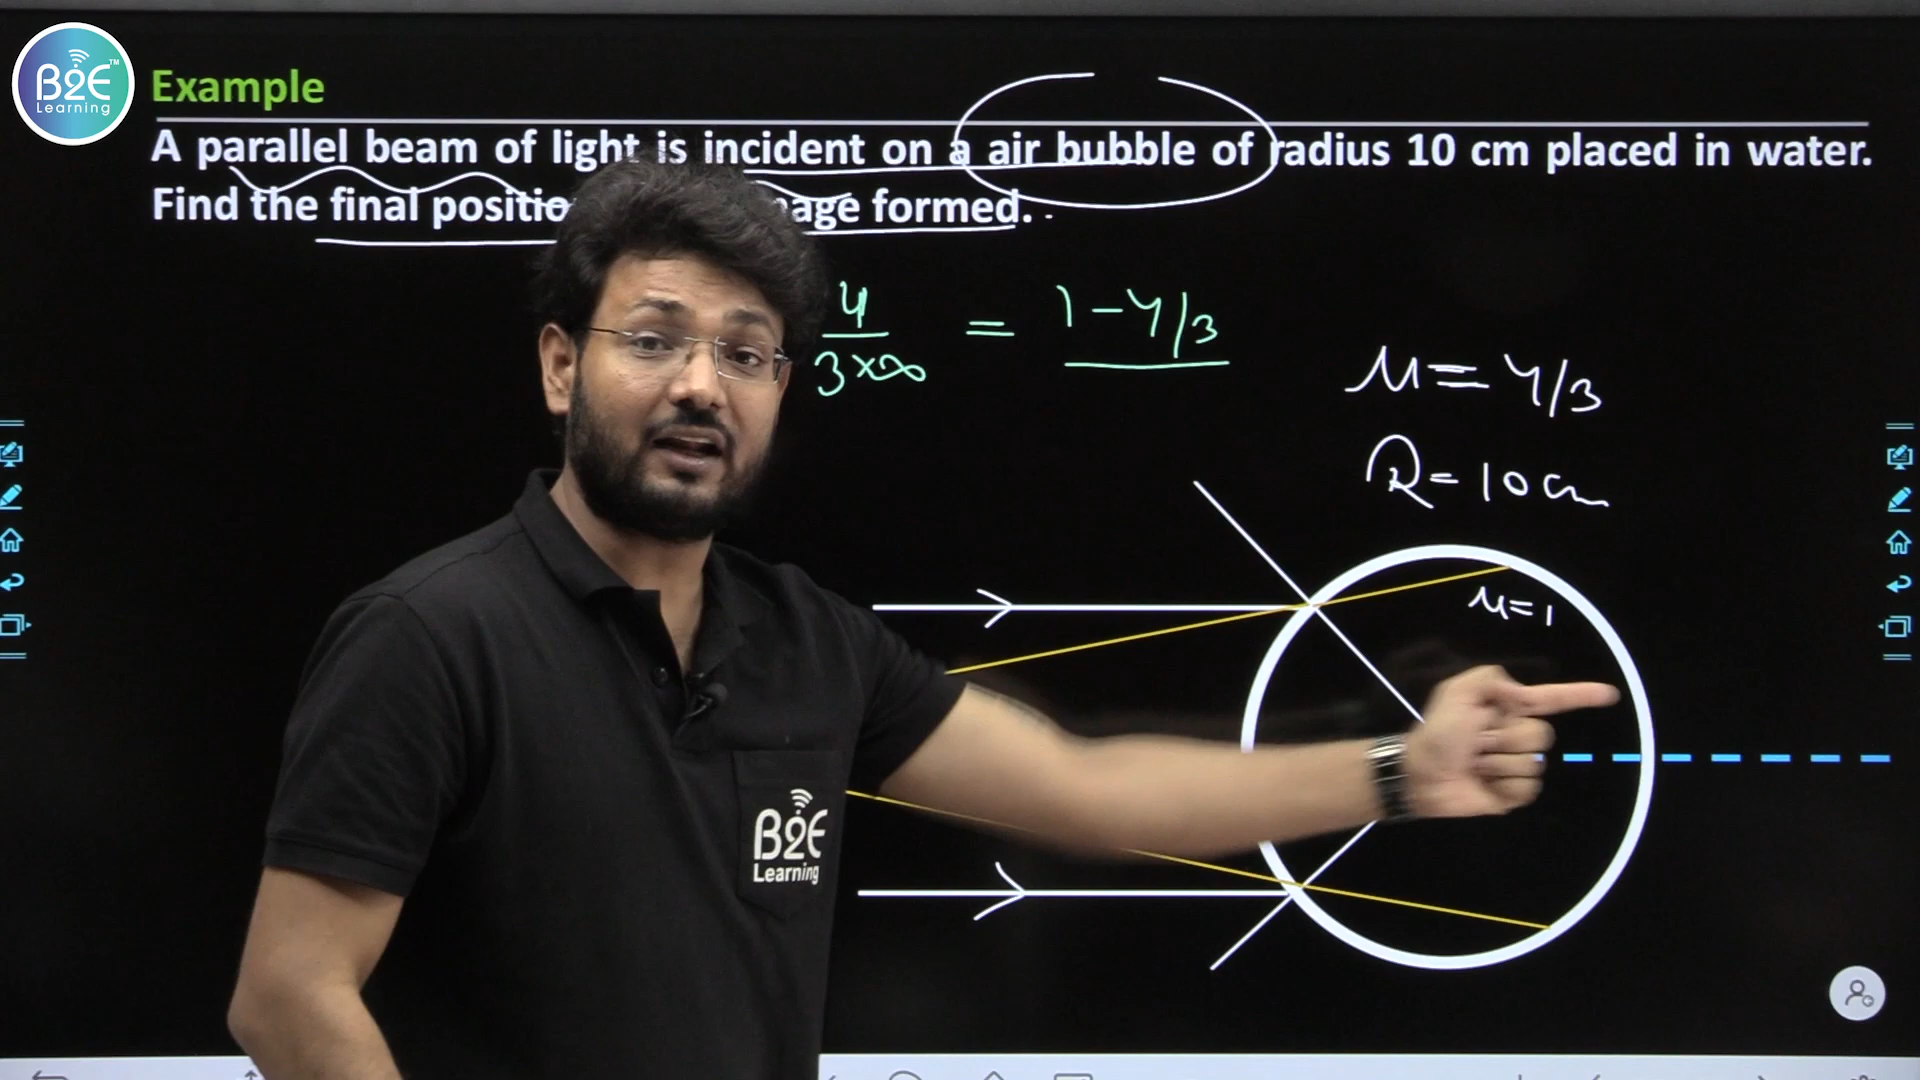 B2E™
Learning
Example
A parallel beam of light is incident on a air bubble of radius 10 cm placed in water.
Find the final positio age formed.
4/3×∞ = 1-4/3
μ = 4/3
R = 10 cm
μ=1
B2E
Learning